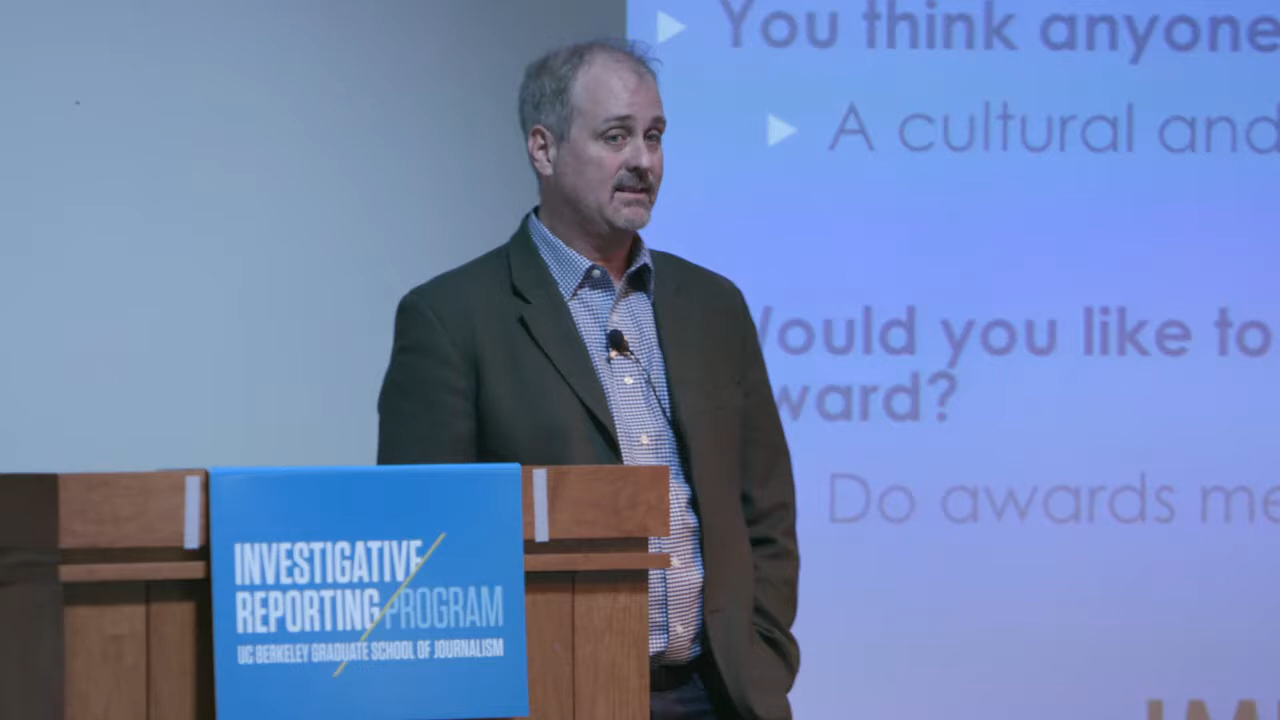 You think anyone
A cultural and
ould you like to
ward?
Do awards me
INVESTIGATIVE
REPORTING PROGRAM
UC BERKELEY GRADUATE SCHOOL OF JOURNALISM